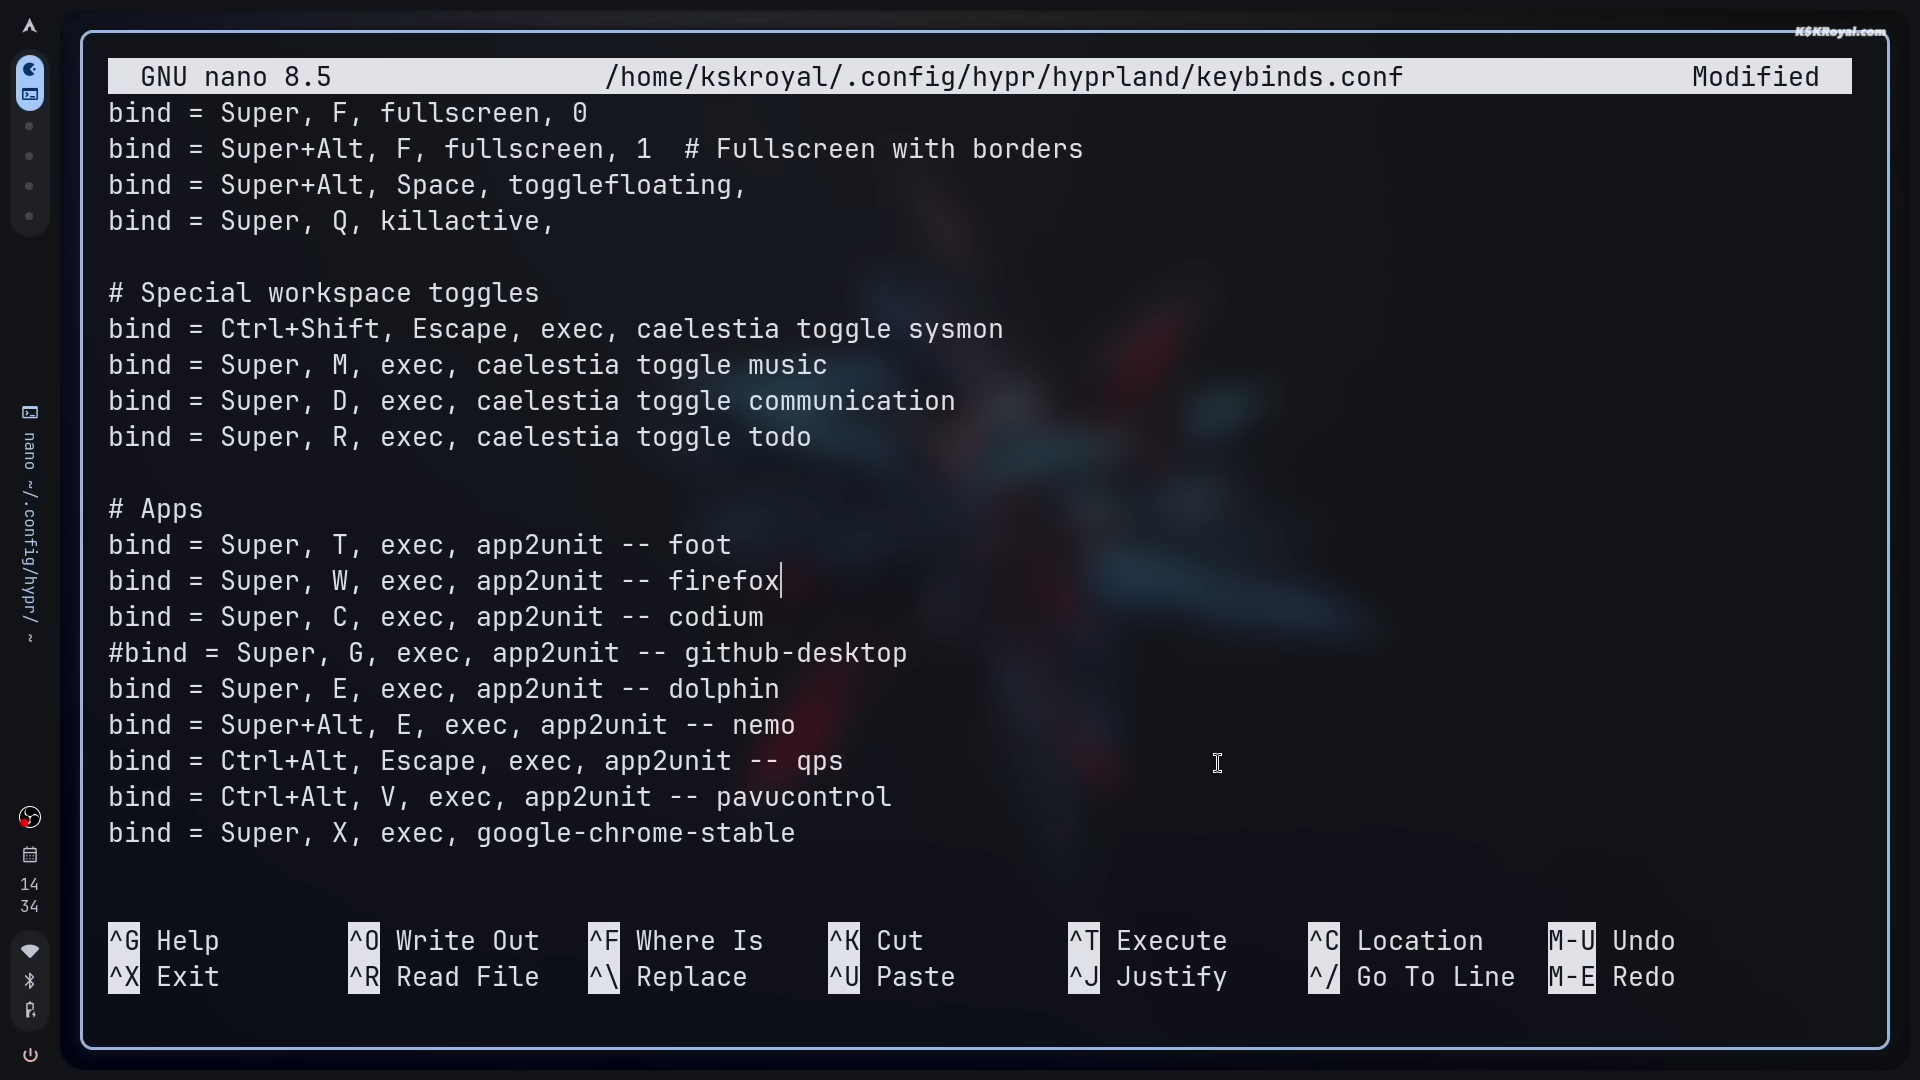 K$KRoyal.com
GNU nano 8.5 /home/kskroyal/.config/hypr/hyprland/keybinds.conf Modified
bind = Super, F, fullscreen, 0
bind = Super+Alt, F, fullscreen, 1  # Fullscreen with borders
bind = Super+Alt, Space, togglefloating,
bind = Super, Q, killactive,
# Special workspace toggles
bind = Ctrl+Shift, Escape, exec, caelestia toggle sysmon
bind = Super, M, exec, caelestia toggle music
bind = Super, D, exec, caelestia toggle communication
bind = Super, R, exec, caelestia toggle todo
# Apps
bind = Super, T, exec, app2unit -- foot
bind = Super, W, exec, app2unit -- firefox
bind = Super, C, exec, app2unit -- codium
#bind = Super, G, exec, app2unit -- github-desktop
bind = Super, E, exec, app2unit -- dolphin
bind = Super+Alt, E, exec, app2unit -- nemo
bind = Ctrl+Alt, Escape, exec, app2unit -- qps
bind = Ctrl+Alt, V, exec, app2unit -- pavucontrol
bind = Super, X, exec, google-chrome-stable
^G Help ^O Write Out ^F Where Is ^K Cut ^T Execute ^C Location M-U Undo
^X Exit ^R Read File ^\ Replace ^U Paste ^J Justify ^/ Go To Line M-E Redo
nano ~/.config/hypr/ ~
14
34